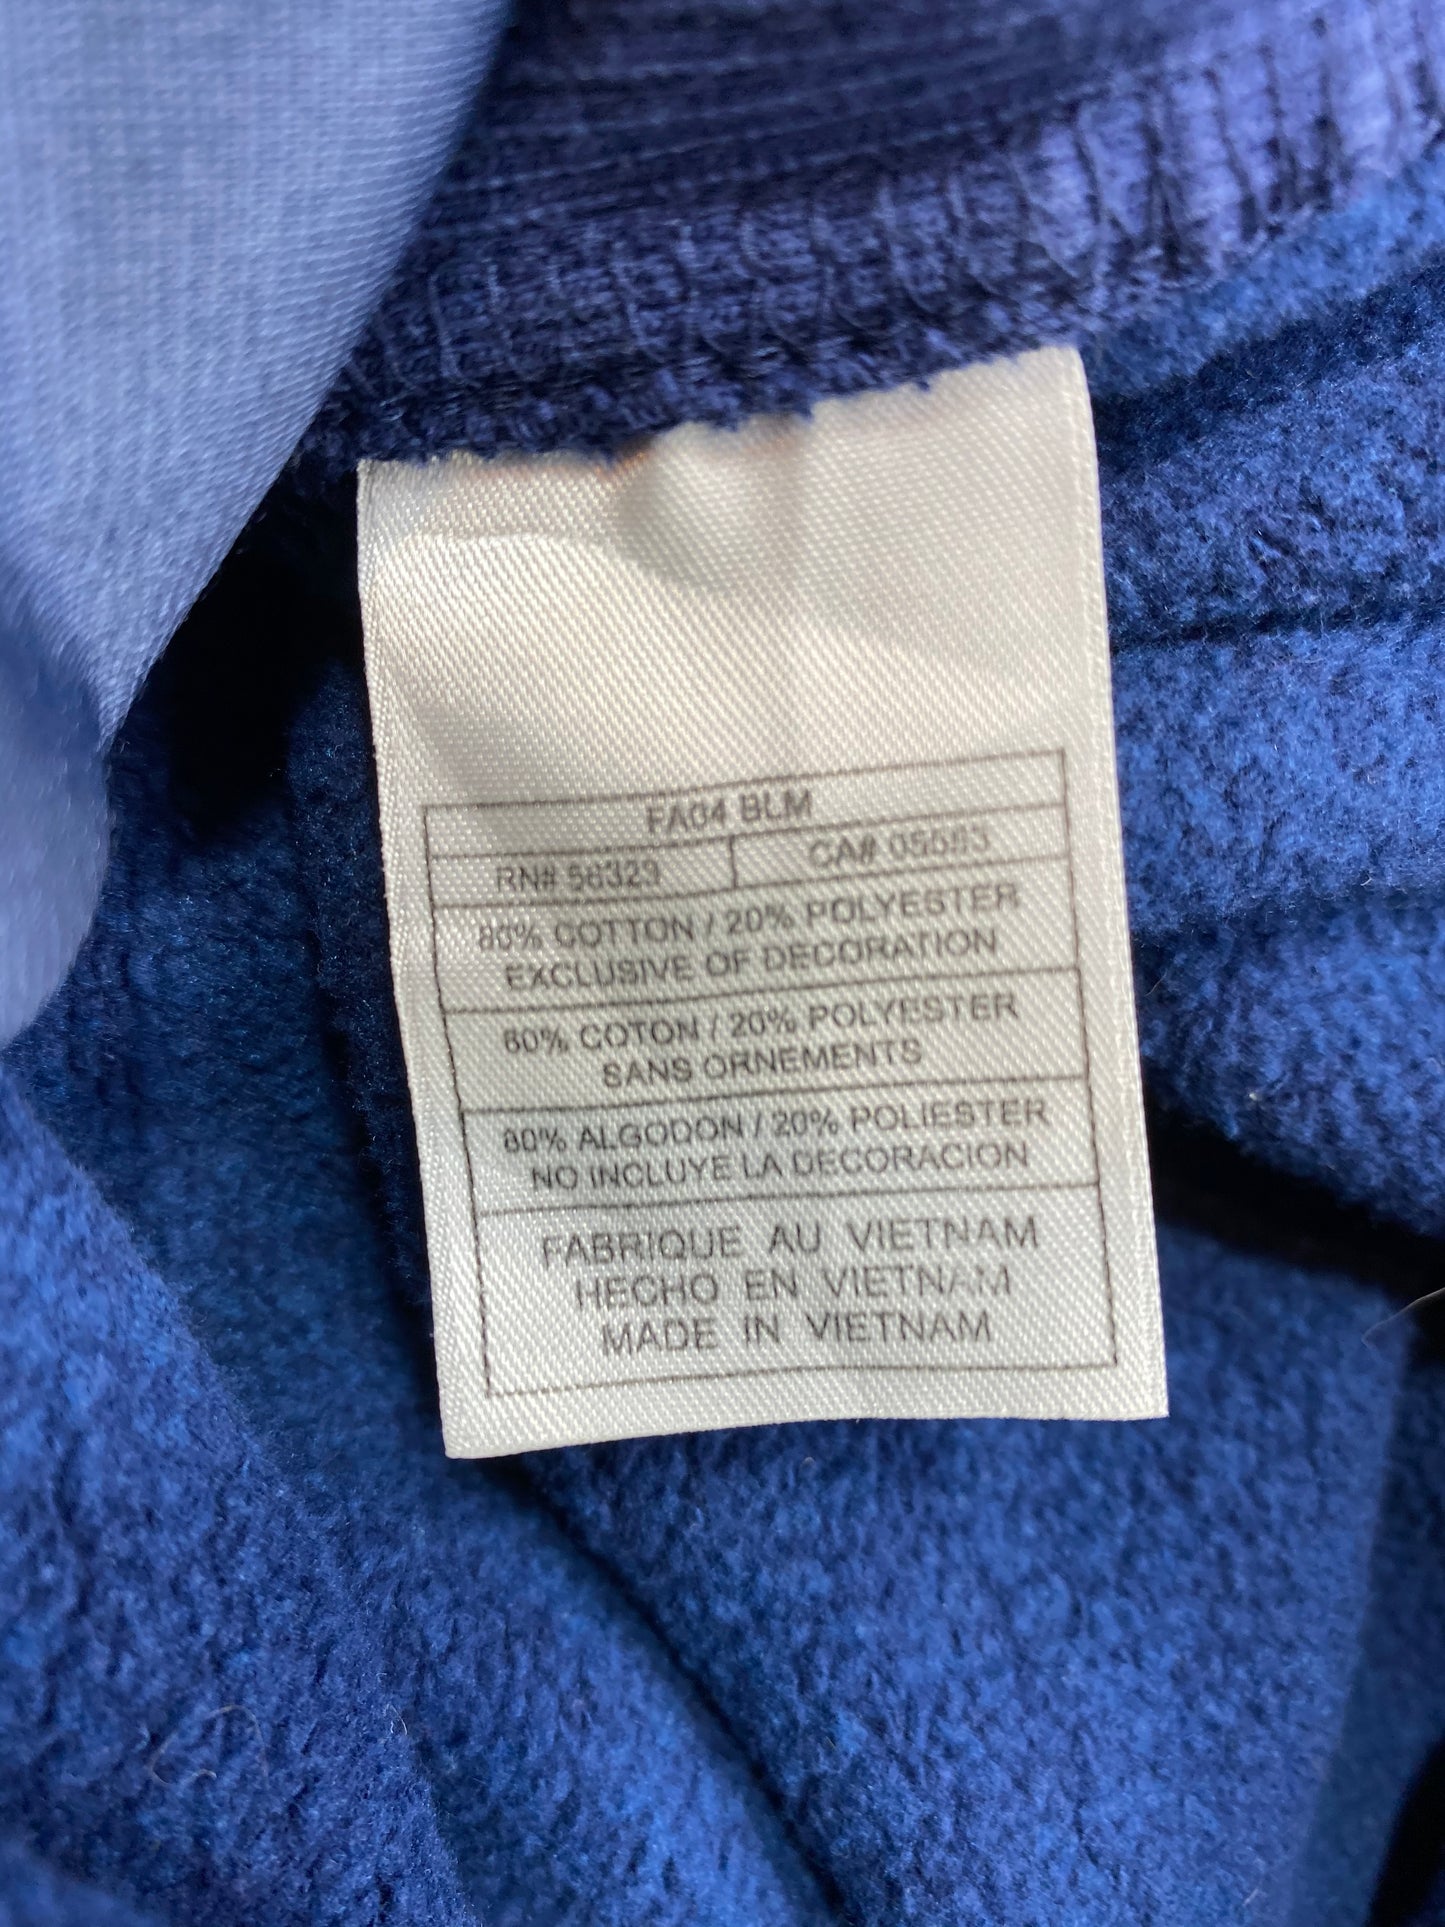 FA04 BLM
RN# 56323
CA# 05553
80% COTTON / 20% POLYESTER
EXCLUSIVE OF DECORATION
80% COTON / 20% POLYESTER
SANS ORNEMENTS
80% ALGODON / 20% POLIESTER
NO INCLUYE LA DECORACION
FABRIQUE AU VIETNAM
HECHO EN VIETNAM
MADE IN VIETNAM